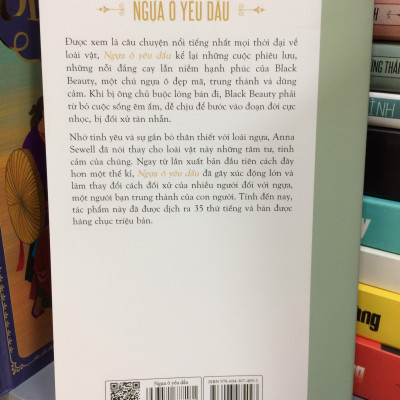 NGỰA Ô YÊU DẤU
Được xem là câu chuyện nổi tiếng nhất mọi thời đại về
loài vật, Ngựa ô yêu dấu kể lại những cuộc phiêu lưu,
những nỗi đắng cay lẫn niềm hạnh phúc của Black
Beauty, một chú ngựa ô đẹp mã, trung thành và dũng
cảm. Khi bị ông chủ buộc lòng bán đi, Black Beauty phải
từ bỏ cuộc sống êm ấm, dễ chịu để bước vào đoạn đời cực
nhọc, bị đối xử tàn nhẫn.
Nhờ tình yêu và sự gắn bó thân thiết với loài ngựa, Anna
Sewell đã nói thay cho loài vật này những tâm tư, tình
cảm của chúng. Ngay từ lần xuất bản đầu tiên cách đây
hơn một thế kỉ, Ngựa ô yêu dấu đã gây xúc động lớn và
làm thay đổi cách đối xử của nhiều người đối với ngựa,
một người bạn trung thành của con người. Tính đến nay,
tác phẩm này đã được dịch ra 35 thứ tiếng và bán được
hàng chục triệu bản.
Ngựa ô yêu dấu